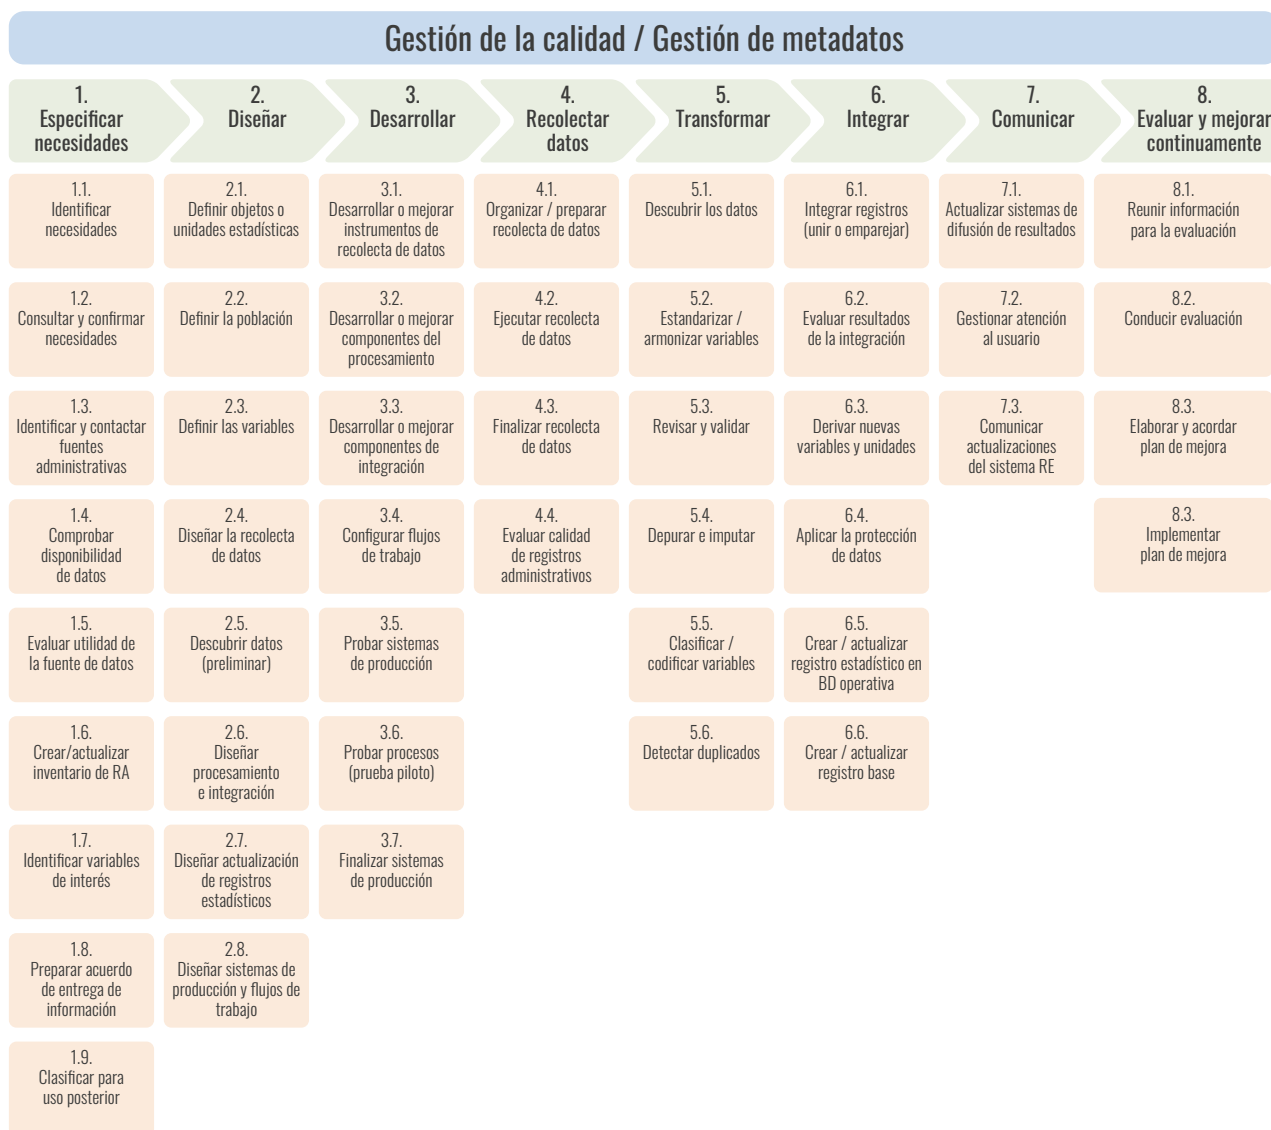 Gestión de la calidad / Gestión de metadatos
1.
Especificar
necesidades
2.
Diseñar
3.
Desarrollar
4.
Recolectar
datos
5.
Transformar
6.
Integrar
7.
Comunicar
8.
Evaluar y mejorar
continuamente
1.1.
Identificar
necesidades
2.1.
Definir objetos o
unidades estadísticas
3.1.
Desarrollar o mejorar
instrumentos de
recolecta de datos
4.1.
Organizar / preparar
recolecta de datos
5.1.
Descubrir los datos
6.1.
Integrar registros
(unir o emparejar)
7.1.
Actualizar sistemas de
difusión de resultados
8.1.
Reunir información
para la evaluación
1.2.
Consultar y confirmar
necesidades
2.2.
Definir la población
3.2.
Desarrollar o mejorar
componentes del
procesamiento
4.2.
Ejecutar recolecta
de datos
5.2.
Estandarizar /
armonizar variables
6.2.
Evaluar resultados
de la integración
7.2.
Gestionar atención
al usuario
8.2.
Conducir evaluación
1.3.
Identificar y contactar
fuentes
administrativas
2.3.
Definir las variables
3.3.
Desarrollar o mejorar
componentes de
integración
4.3.
Finalizar recolecta
de datos
5.3.
Revisar y validar
6.3.
Derivar nuevas
variables y unidades
7.3.
Comunicar
actualizaciones
del sistema RE
8.3.
Elaborar y acordar
plan de mejora
1.4.
Comprobar
disponibilidad
de datos
2.4.
Diseñar la recolecta
de datos
3.4.
Configurar flujos
de trabajo
4.4.
Evaluar calidad
de registros
administrativos
5.4.
Depurar e imputar
6.4.
Aplicar la protección
de datos
8.3.
Implementar
plan de mejora
1.5.
Evaluar utilidad de
la fuente de datos
2.5.
Descubrir datos
(preliminar)
3.5.
Probar sistemas
de producción
5.5.
Clasificar /
codificar variables
6.5.
Crear / actualizar
registro estadístico en
BD operativa
1.6.
Crear/actualizar
inventario de RA
2.6.
Diseñar
procesamiento
e integración
3.6.
Probar procesos
(prueba piloto)
5.6.
Detectar duplicados
6.6.
Crear / actualizar
registro base
1.7.
Identificar variables
de interés
2.7.
Diseñar actualización
de registros
estadísticos
3.7.
Finalizar sistemas
de producción
1.8.
Preparar acuerdo
de entrega de
información
2.8.
Diseñar sistemas de
producción y flujos de
trabajo
1.9.
Clasificar para
uso posterior